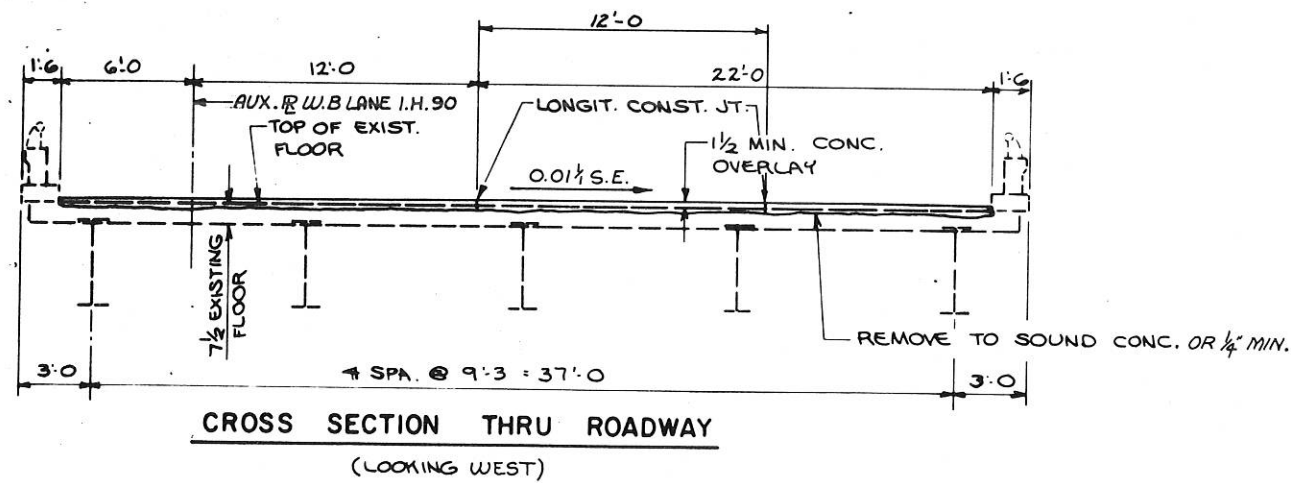 12'-0
1'-6
6'-0
12'-0
22'-0
1'-6
AUX. ℞ W.B LANE I.H. 90
TOP OF EXIST.
FLOOR
LONGIT. CONST. JT.
1½ MIN. CONC.
OVERLAY
0.01 S.E.
7½ EXISTING
FLOOR
REMOVE TO SOUND CONC. OR ¼" MIN.
3'-0
4 SPA. @ 9'-3 = 37'-0
3'-0
CROSS SECTION THRU ROADWAY
(LOOKING WEST)